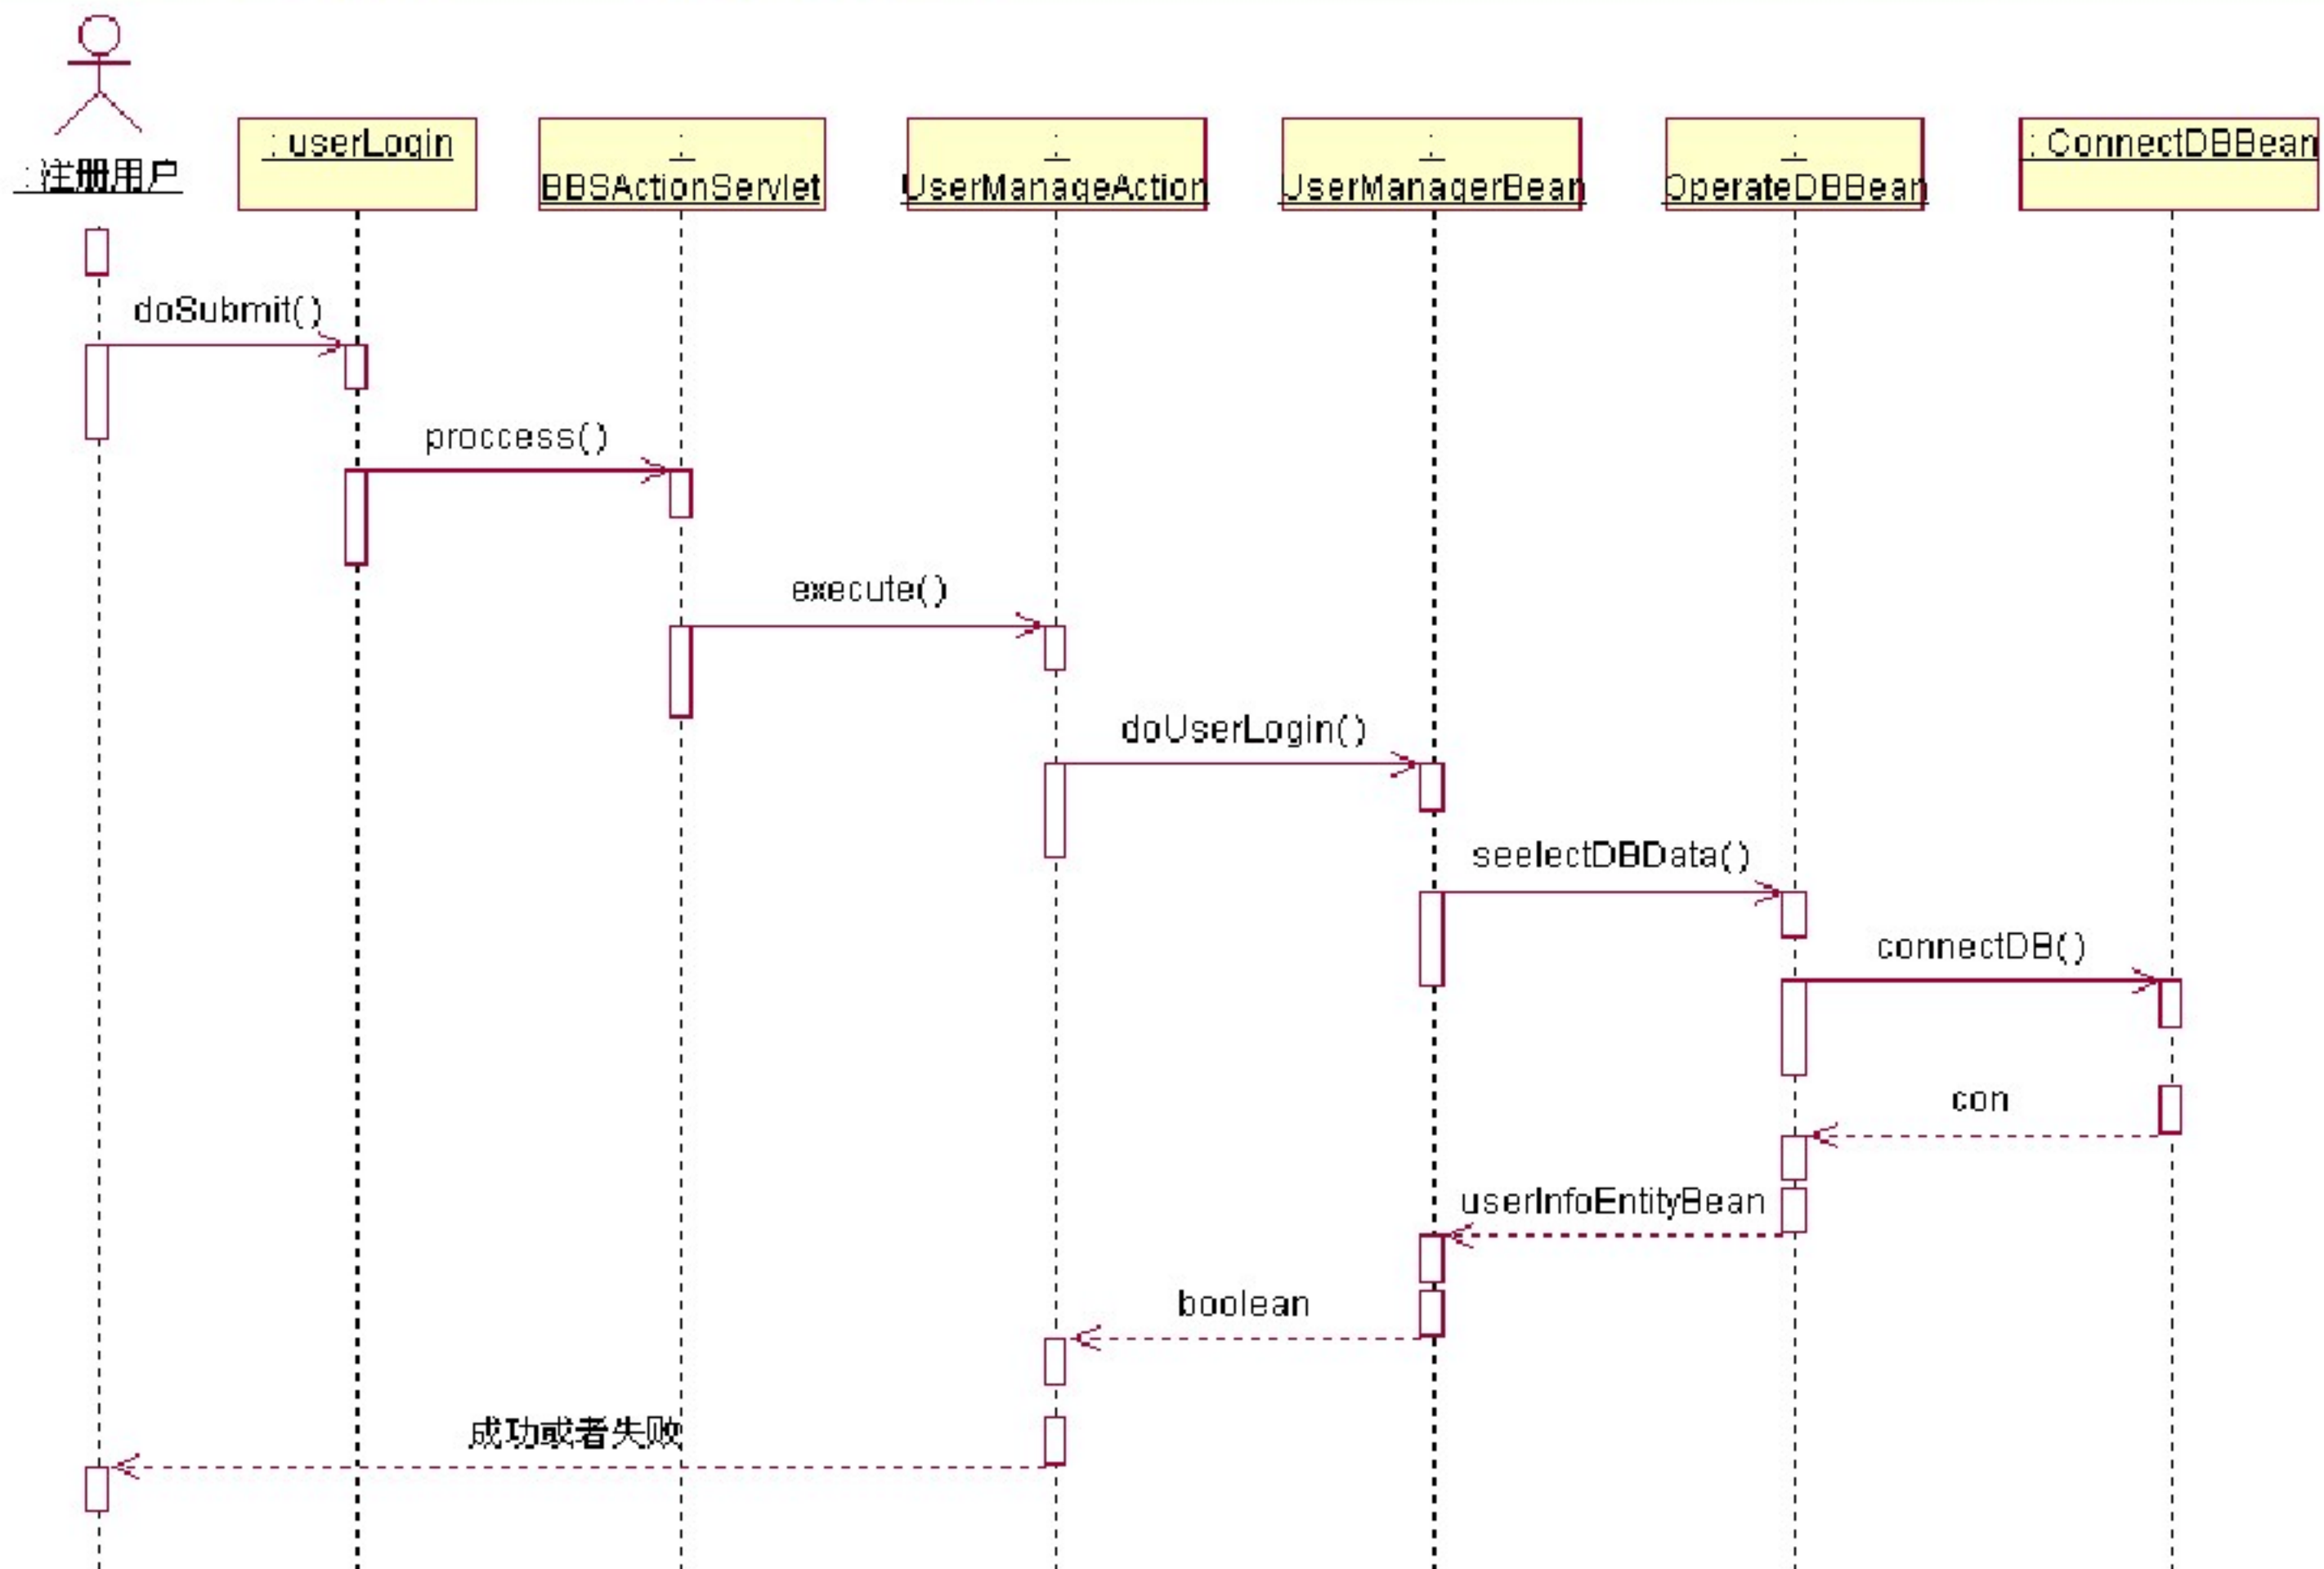 : 注册用户
: userLogin
:
BBSActionServlet
:
UserManageAction
:
UserManagerBean
:
OperateDBBean
: ConnectDBBean
doSubmit()
proccess()
execute()
doUserLogin()
seelectDBData()
connectDB()
con
userInfoEntityBean
boolean
成功或者失败